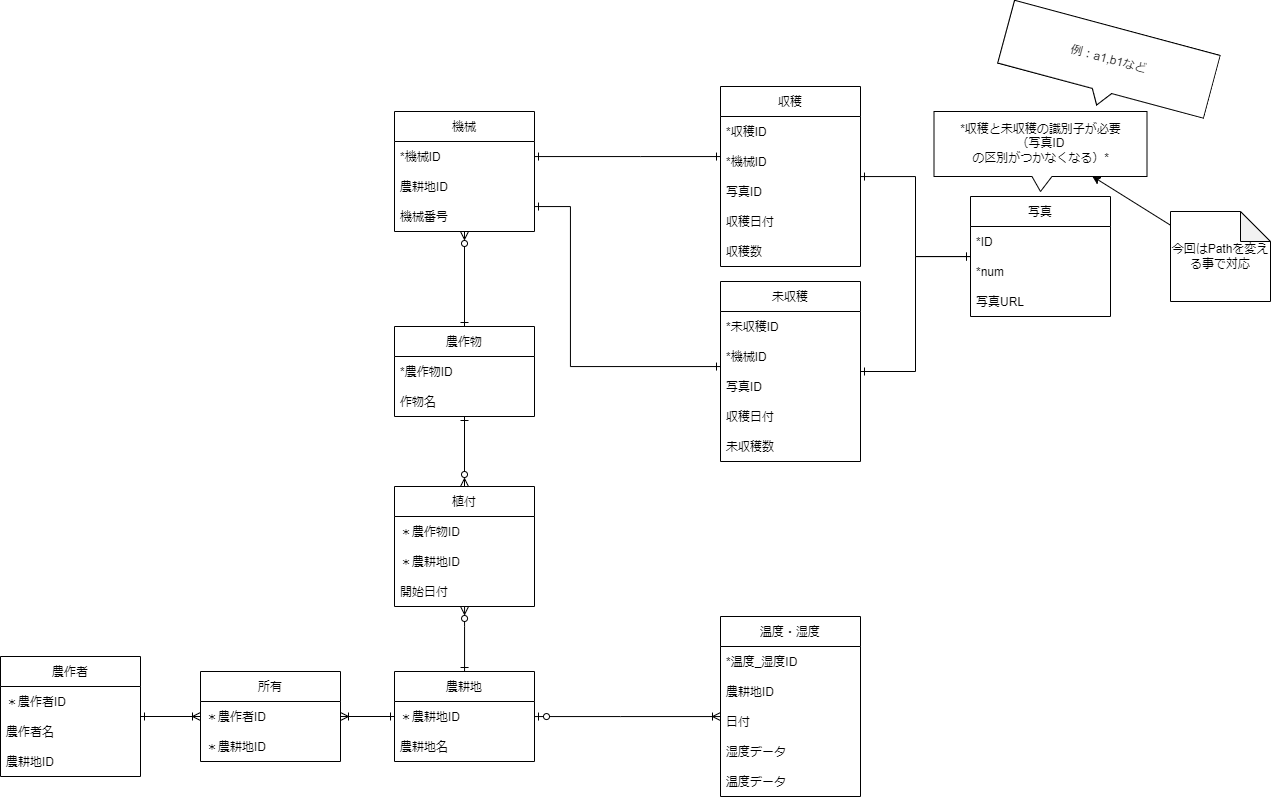 例：a1,b1など
*収穫と未収穫の識別子が必要
（写真ID
の区別がつかなくなる）*
今回はPathを変え
る事で対応
機械
*機械ID
農耕地ID
機械番号
収穫
*収穫ID
*機械ID
写真ID
収穫日付
収穫数
写真
*ID
*num
写真URL
未収穫
*未収穫ID
*機械ID
写真ID
収穫日付
未収穫数
農作物
*農作物ID
作物名
植付
＊農作物ID
＊農耕地ID
開始日付
農作者
＊農作者ID
農作者名
農耕地ID
所有
＊農作者ID
＊農耕地ID
農耕地
＊農耕地ID
農耕地名
温度・湿度
*温度_湿度ID
農耕地ID
日付
湿度データ
温度データ